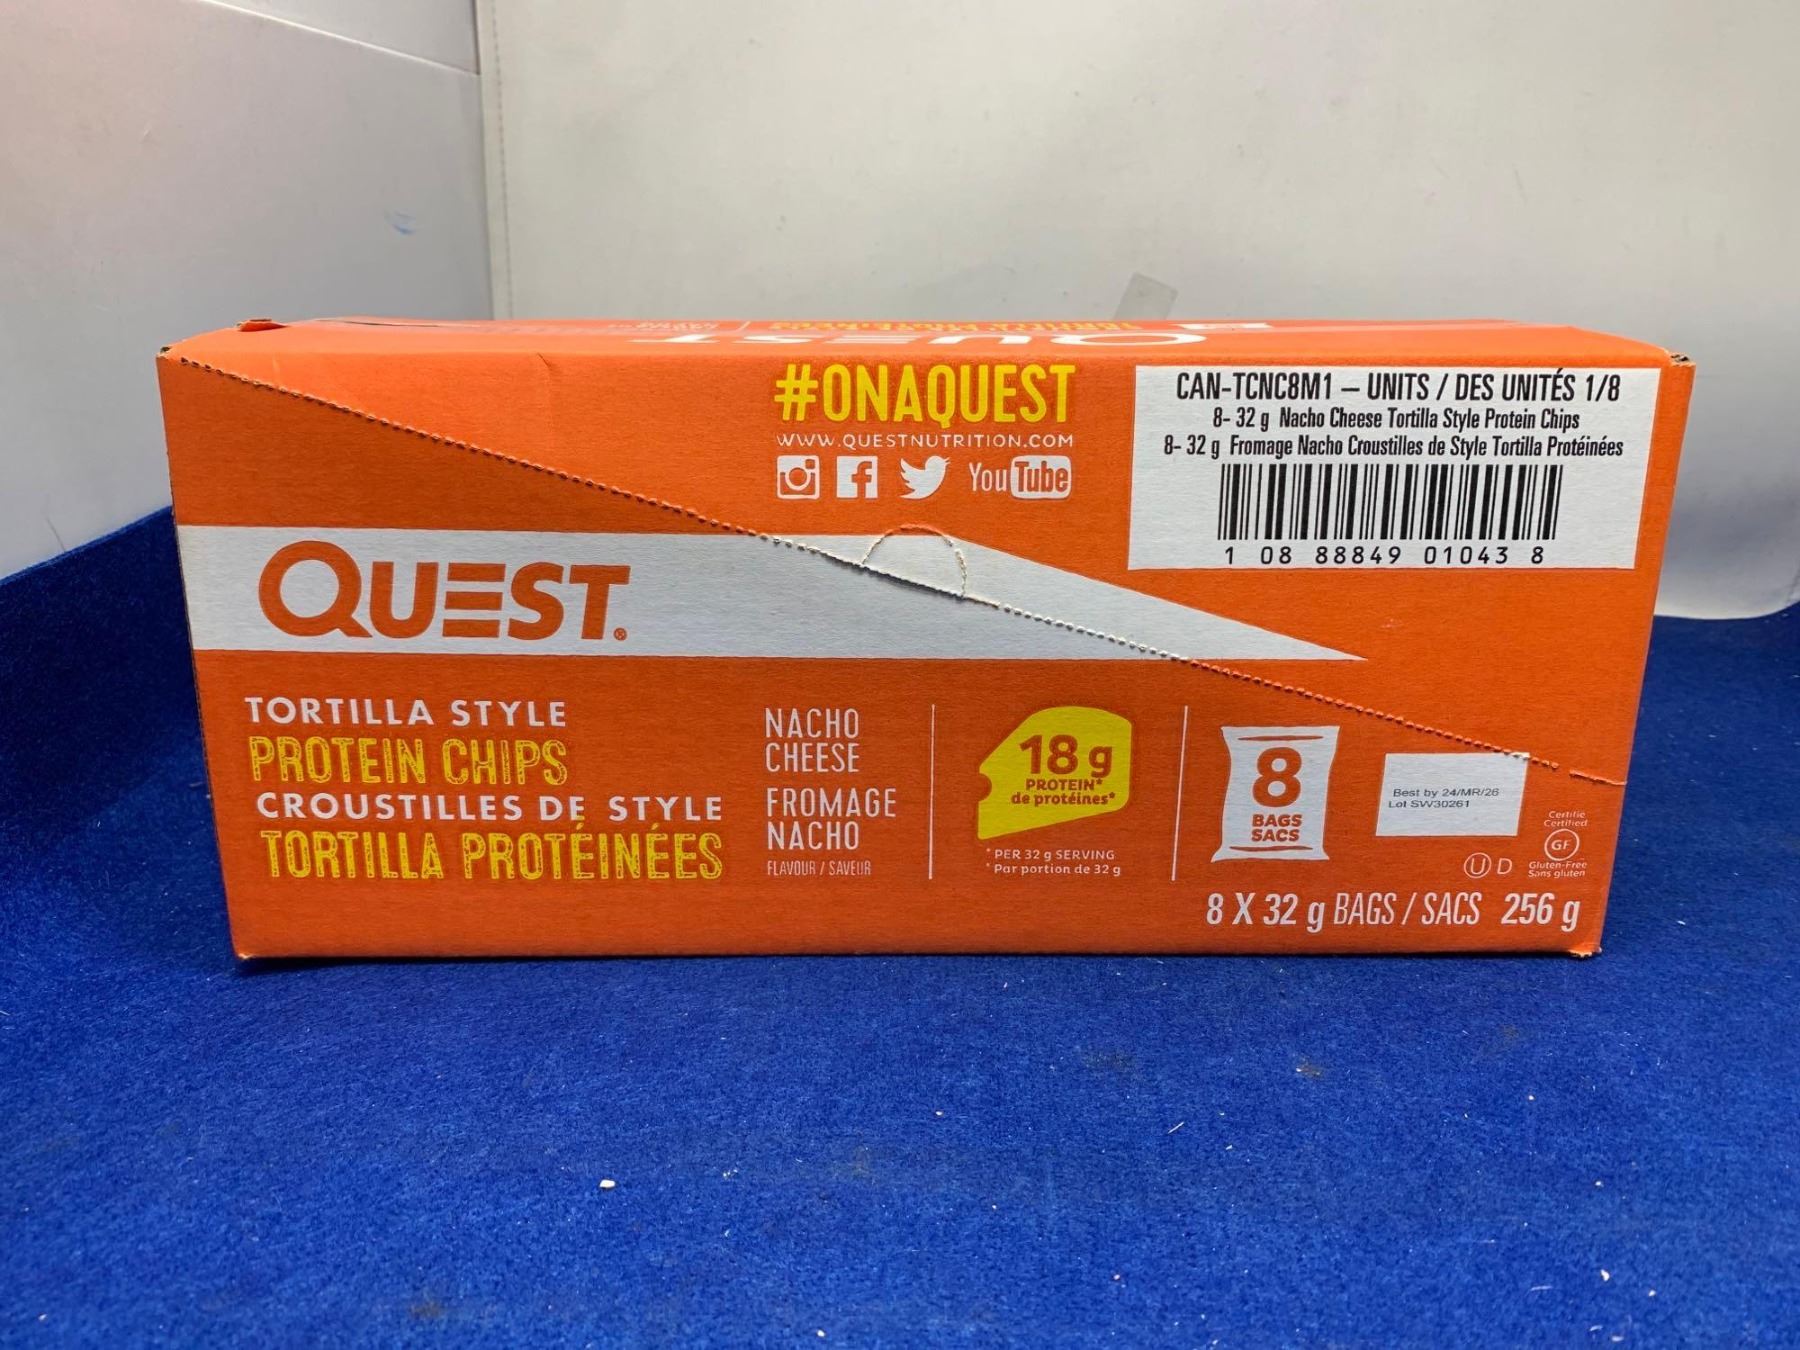 QUEST
#ONAQUEST
WWW.QUESTNUTRITION.COM
YouTube
CAN-TCNC8M1 – UNITS / DES UNITÉS 1/8
8- 32 g Nacho Cheese Tortilla Style Protein Chips
8- 32 g Fromage Nacho Croustilles de Style Tortilla Protéinées
1 08 88849 01043 8
QUEST®
TORTILLA STYLE
PROTEIN CHIPS
CROUSTILLES DE STYLE
TORTILLA PROTÉINÉES
NACHO
CHEESE
FROMAGE
NACHO
FLAVOUR / SAVEUR
18 g
PROTEIN*
de protéines*
* PER 32 g SERVING
* Par portion de 32 g
8
BAGS
SACS
Best by 24/MR/26
Lot SW30261
Certifié
Certified
GF
Gluten-Free
Sans gluten
U D
8 X 32 g BAGS / SACS 256 g